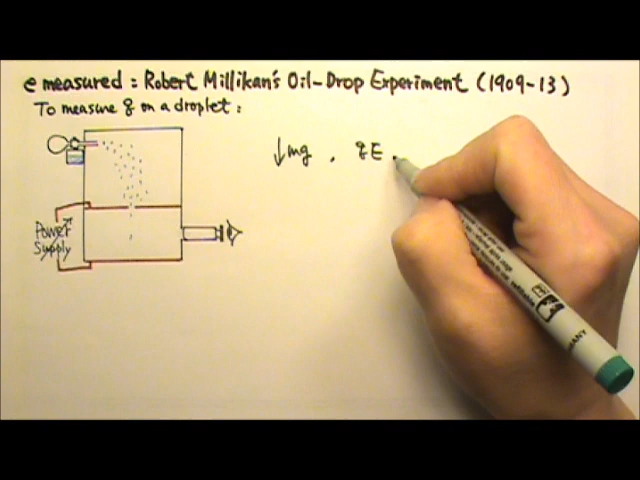 e measured : Robert Millikan's Oil-Drop Experiment (1909-13)
To measure q on a droplet :
↓mg , qE
Power
Supply